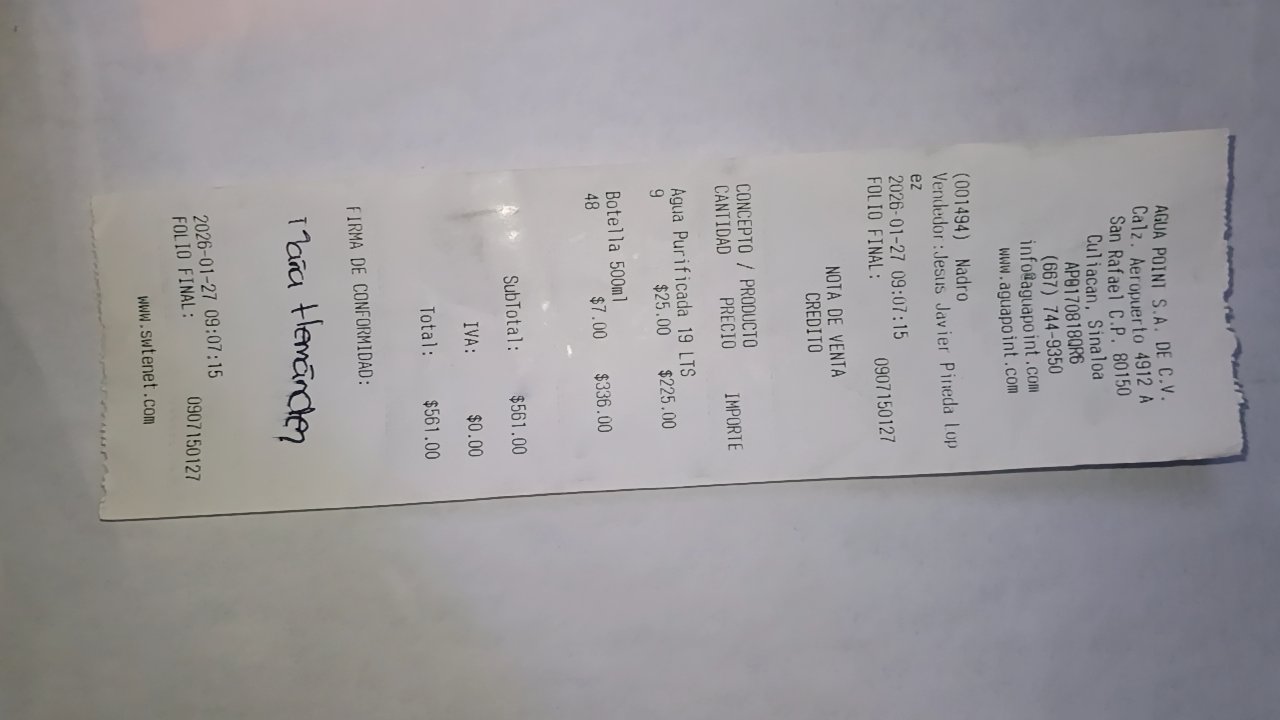 AGUA POINT S.A. DE C.V.
Calz. Aeropuerto 4912 A
San Rafael C.P. 80150
Culiacan, Sinaloa
APO170818QR6
(667) 744-9350
info@aguapoint.com
www.aguapoint.com
(001494) Nadro
Vendedor:Jesus Javier Pineda Lop
ez
2026-01-27 09:07:15
FOLIO FINAL: 0907150127
NOTA DE VENTA
CREDITO
CONCEPTO / PRODUCTO
CANTIDAD PRECIO IMPORTE
Agua Purificada 19 LTS
9 $25.00 $225.00
Botella 500ml
48 $7.00 $336.00
SubTotal: $561.00
IVA: $0.00
Total: $561.00
FIRMA DE CONFORMIDAD:
María Hernández
2026-01-27 09:07:15
FOLIO FINAL: 0907150127
www.swtenet.com